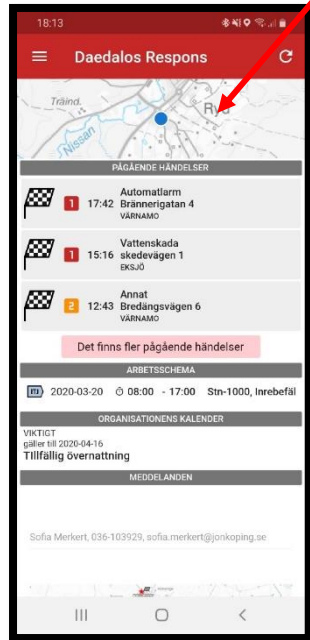 18:13
Daedalos Respons
Träind.
Ryd
Nissan
PÅGÅENDE HÄNDELSER
1 17:42 Automatlarm
Brännerigatan 4
VÄRNAMO
1 15:16 Vattenskada
skedevägen 1
EKSJÖ
2 12:43 Annat
Bredängsvägen 6
VÄRNAMO
Det finns fler pågående händelser
ARBETSSCHEMA
2020-03-20 08:00 - 17:00 Stn-1000, Inrebefäl
ORGANISATIONENS KALENDER
VIKTIGT
gäller till 2020-04-16
TIllfällig övernattning
MEDDELANDEN
Sofia Merkert, 036-103929, sofia.merkert@jonkoping.se